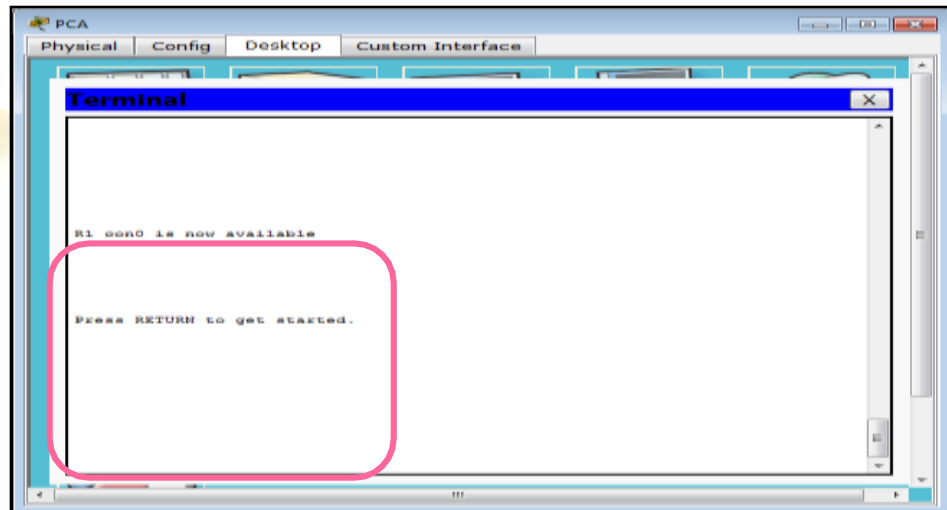 PCA
Physical Config Desktop Custom Interface
Terminal
R1 con0 is now available
Press RETURN to get started.